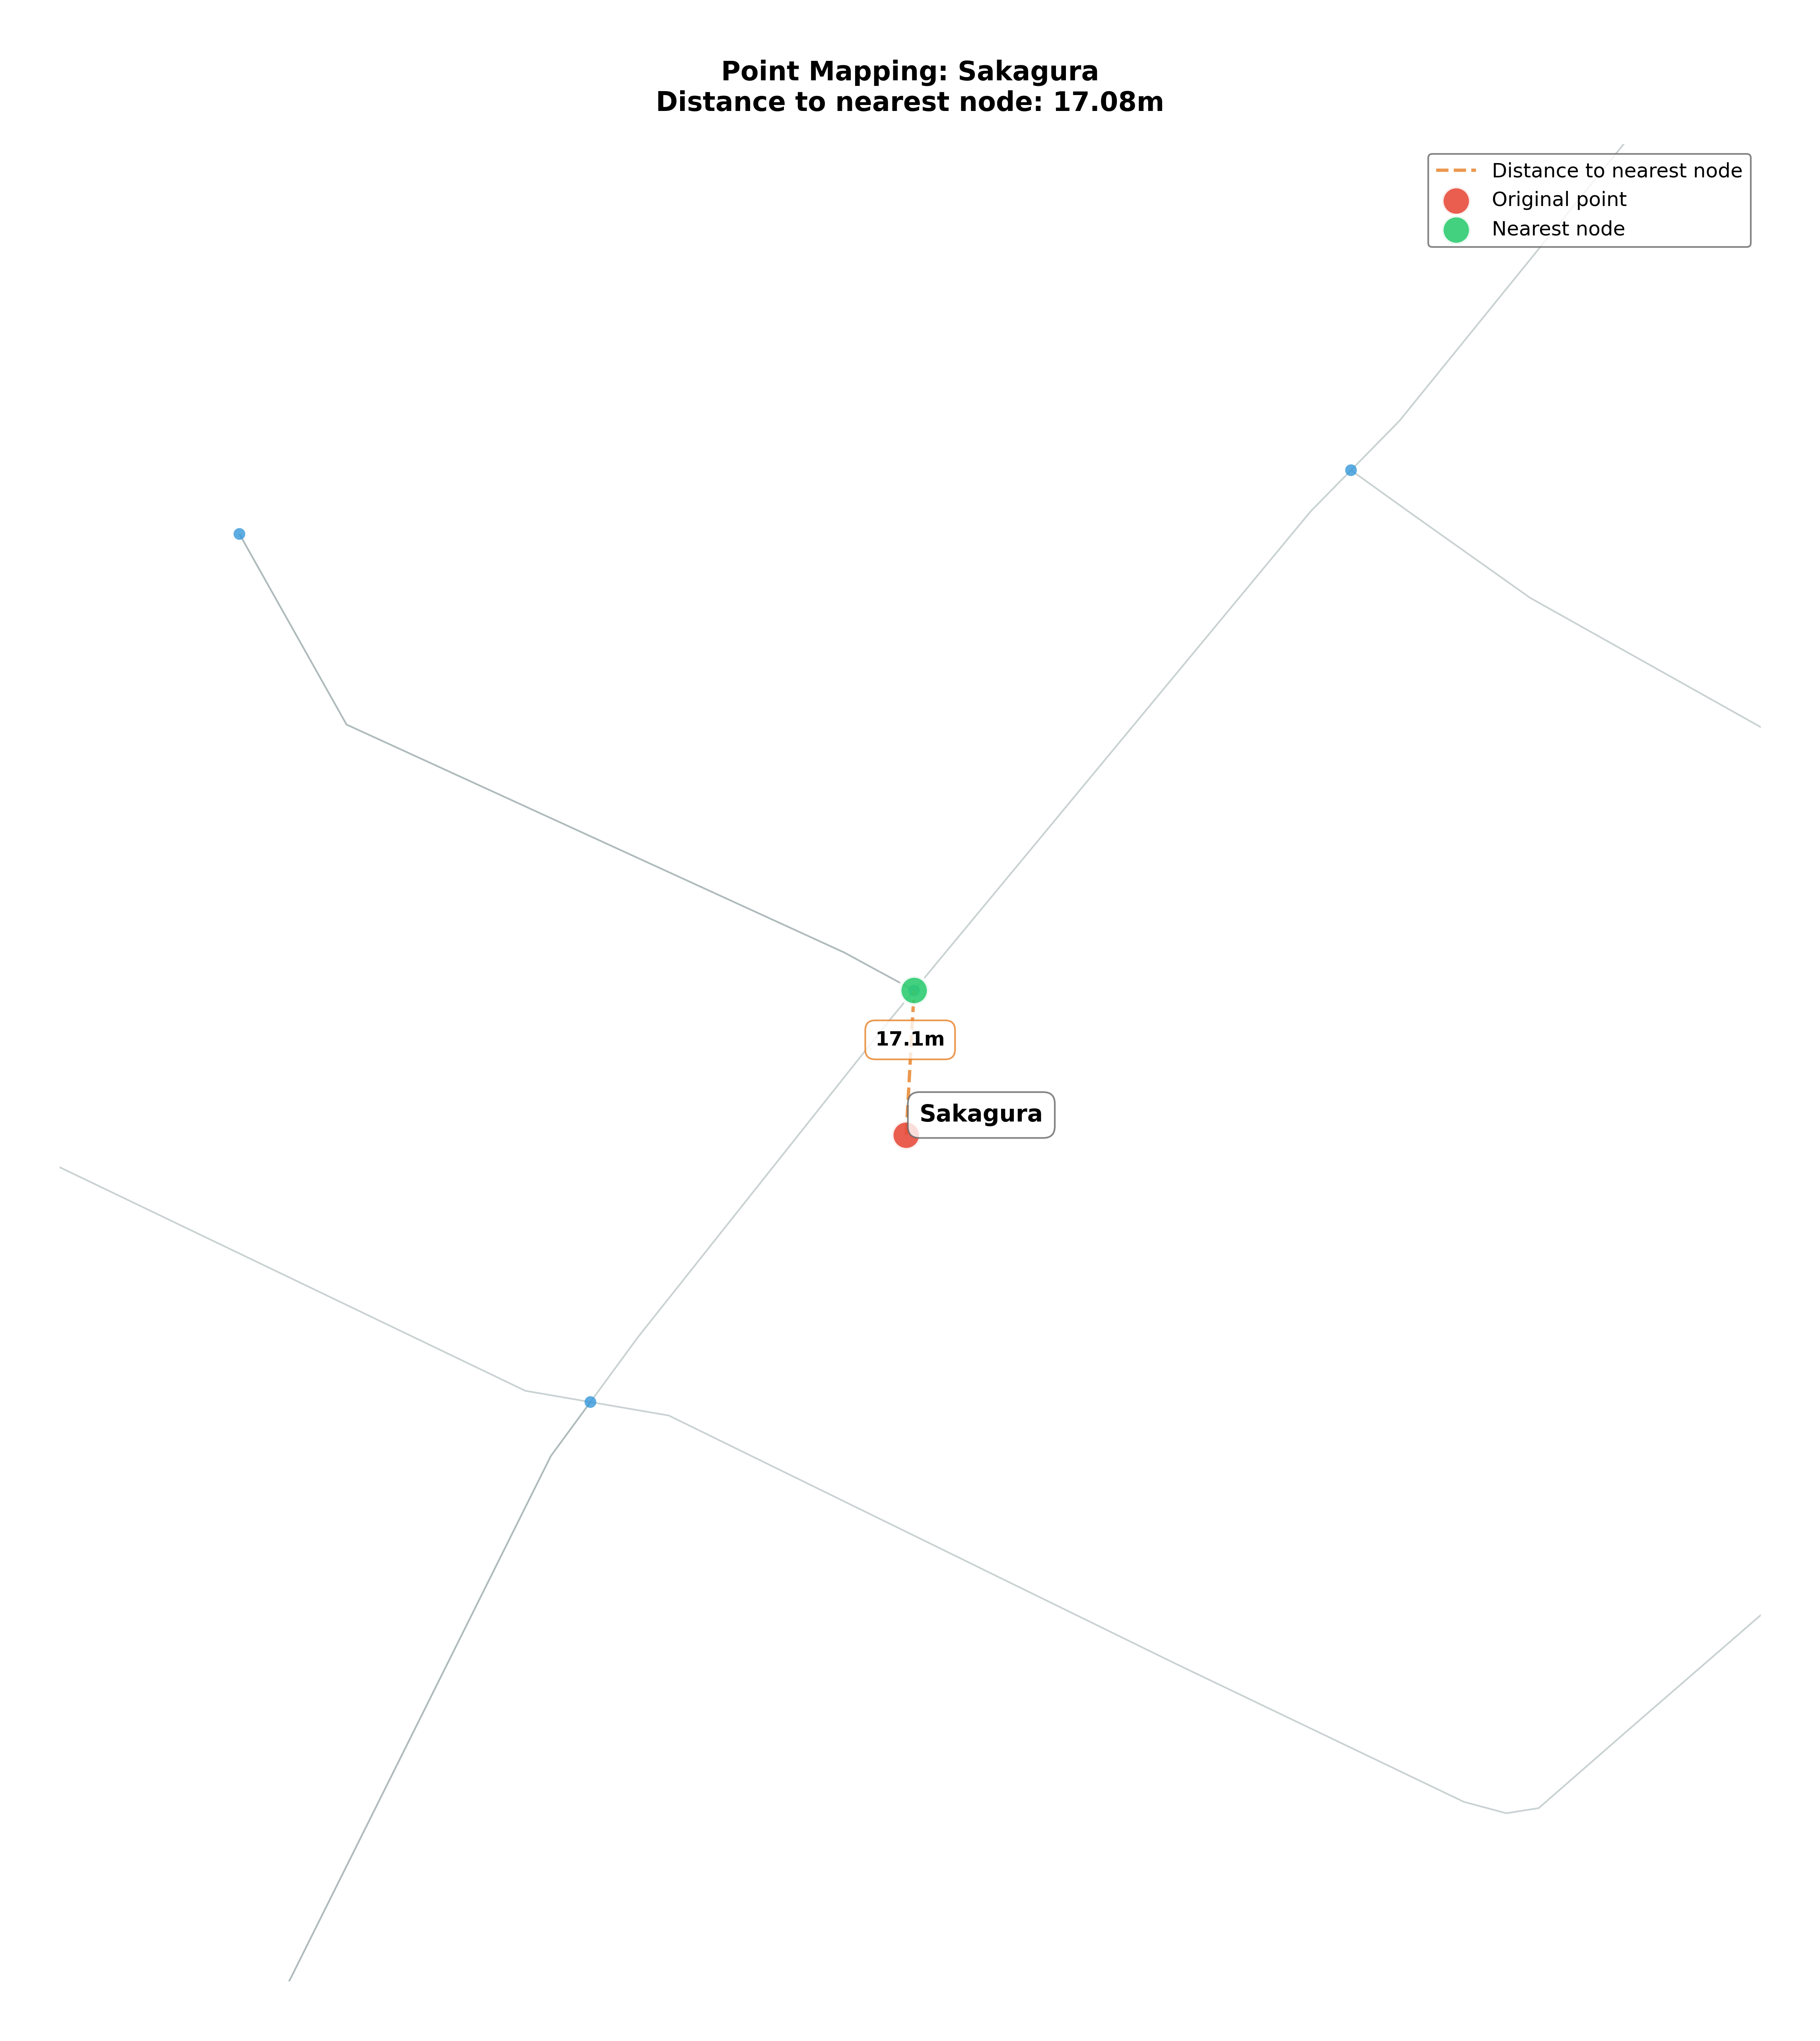 Point Mapping: Sakagura
Distance to nearest node: 17.08m
Distance to nearest node
Original point
Nearest node
17.1m
Sakagura